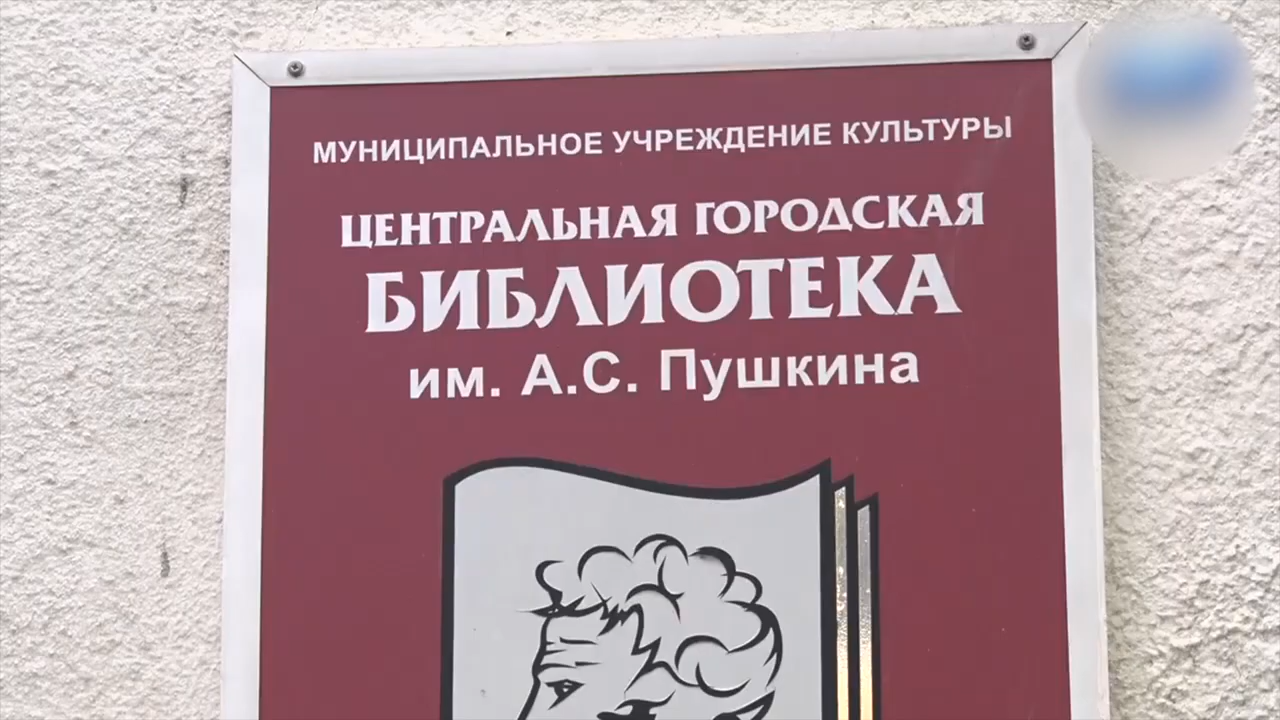 МУНИЦИПАЛЬНОЕ УЧРЕЖДЕНИЕ КУЛЬТУРЫ
ЦЕНТРАЛЬНАЯ ГОРОДСКАЯ
БИБЛИОТЕКА
им. А.С. Пушкина